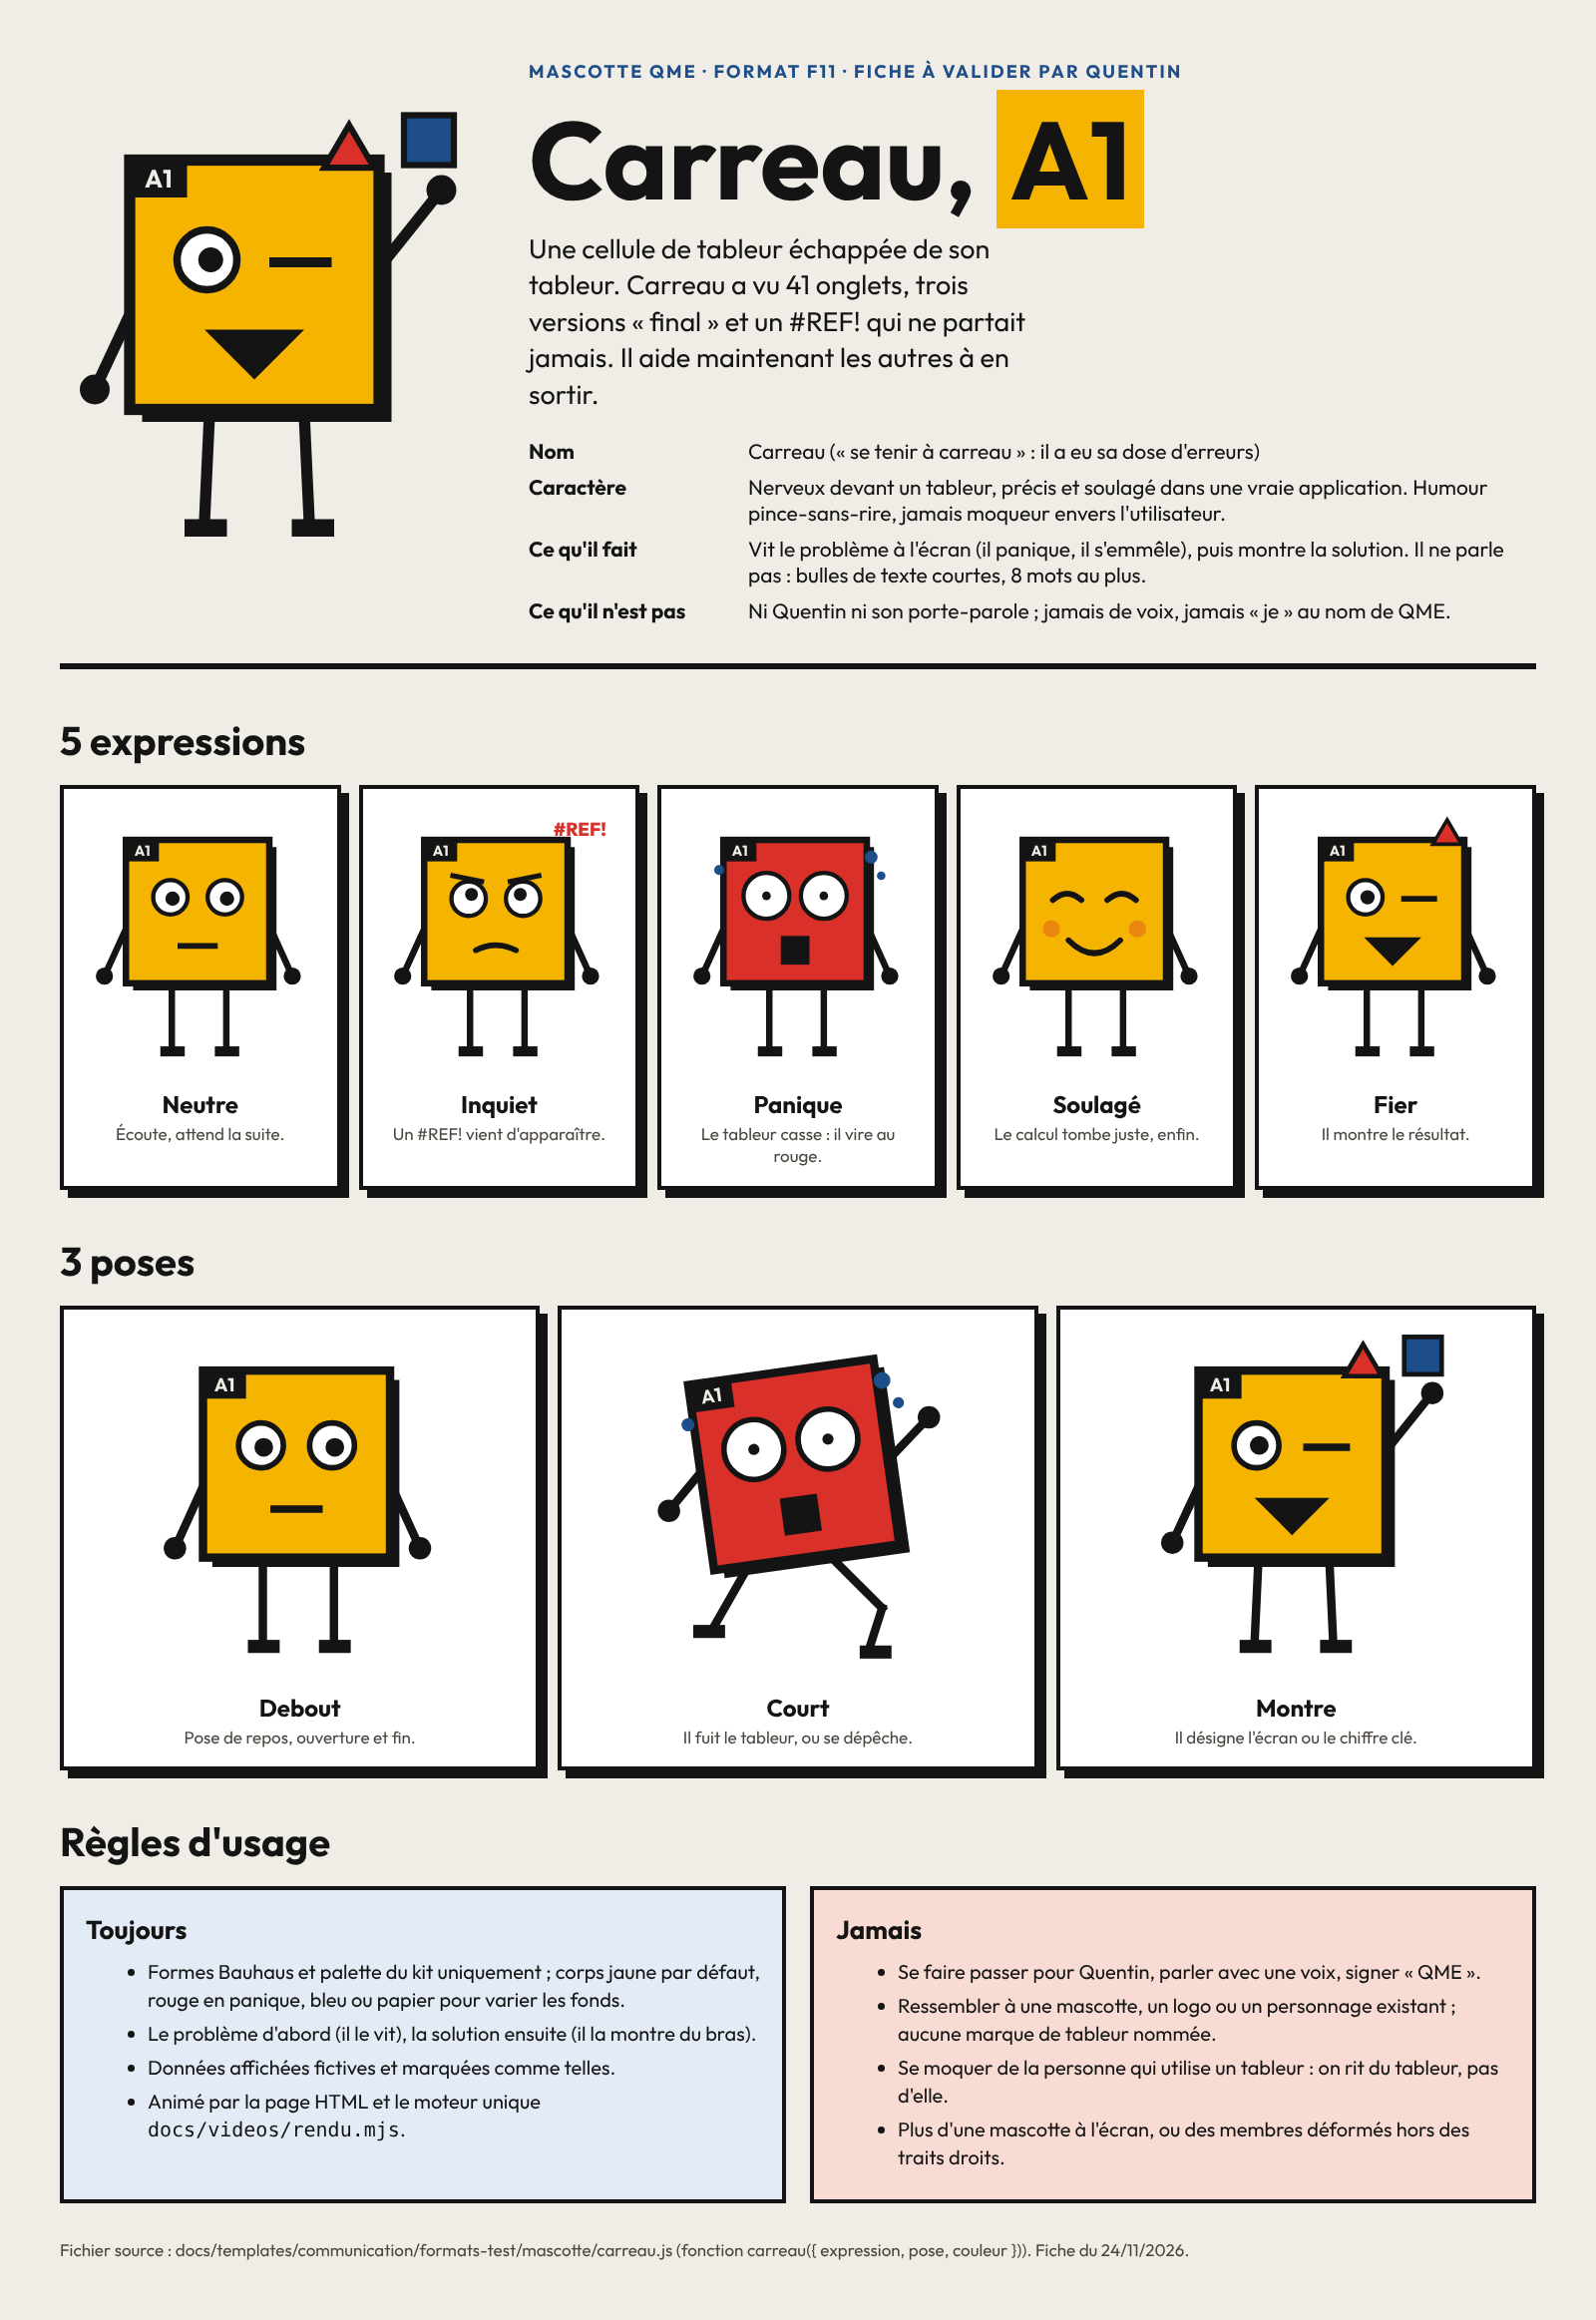 MASCOTTE QME · FORMAT F11 · FICHE À VALIDER PAR QUENTIN
A1
Carreau, A1
Une cellule de tableur échappée de son
tableur. Carreau a vu 41 onglets, trois
versions « final » et un #REF! qui ne partait
jamais. Il aide maintenant les autres à en
sortir.
Nom
Carreau (« se tenir à carreau » : il a eu sa dose d'erreurs)
Caractère
Nerveux devant un tableur, précis et soulagé dans une vraie application. Humour
pince-sans-rire, jamais moqueur envers l'utilisateur.
Ce qu'il fait
Vit le problème à l'écran (il panique, il s'emmêle), puis montre la solution. Il ne parle
pas : bulles de texte courtes, 8 mots au plus.
Ce qu'il n'est pas
Ni Quentin ni son porte-parole ; jamais de voix, jamais « je » au nom de QME.
5 expressions
A1
Neutre
Écoute, attend la suite.
#REF!
A1
Inquiet
Un #REF! vient d'apparaître.
A1
Panique
Le tableur casse : il vire au
rouge.
A1
Soulagé
Le calcul tombe juste, enfin.
A1
Fier
Il montre le résultat.
3 poses
A1
Debout
Pose de repos, ouverture et fin.
A1
Court
Il fuit le tableur, ou se dépêche.
A1
Montre
Il désigne l'écran ou le chiffre clé.
Règles d'usage
Toujours
• Formes Bauhaus et palette du kit uniquement ; corps jaune par défaut,
rouge en panique, bleu ou papier pour varier les fonds.
• Le problème d'abord (il le vit), la solution ensuite (il la montre du bras).
• Données affichées fictives et marquées comme telles.
• Animé par la page HTML et le moteur unique
docs/videos/rendu.mjs.
Jamais
• Se faire passer pour Quentin, parler avec une voix, signer « QME ».
• Ressembler à une mascotte, un logo ou un personnage existant ;
aucune marque de tableur nommée.
• Se moquer de la personne qui utilise un tableur : on rit du tableur, pas
d'elle.
• Plus d'une mascotte à l'écran, ou des membres déformés hors des
traits droits.
Fichier source : docs/templates/communication/formats-test/mascotte/carreau.js (fonction carreau({ expression, pose, couleur })). Fiche du 24/11/2026.